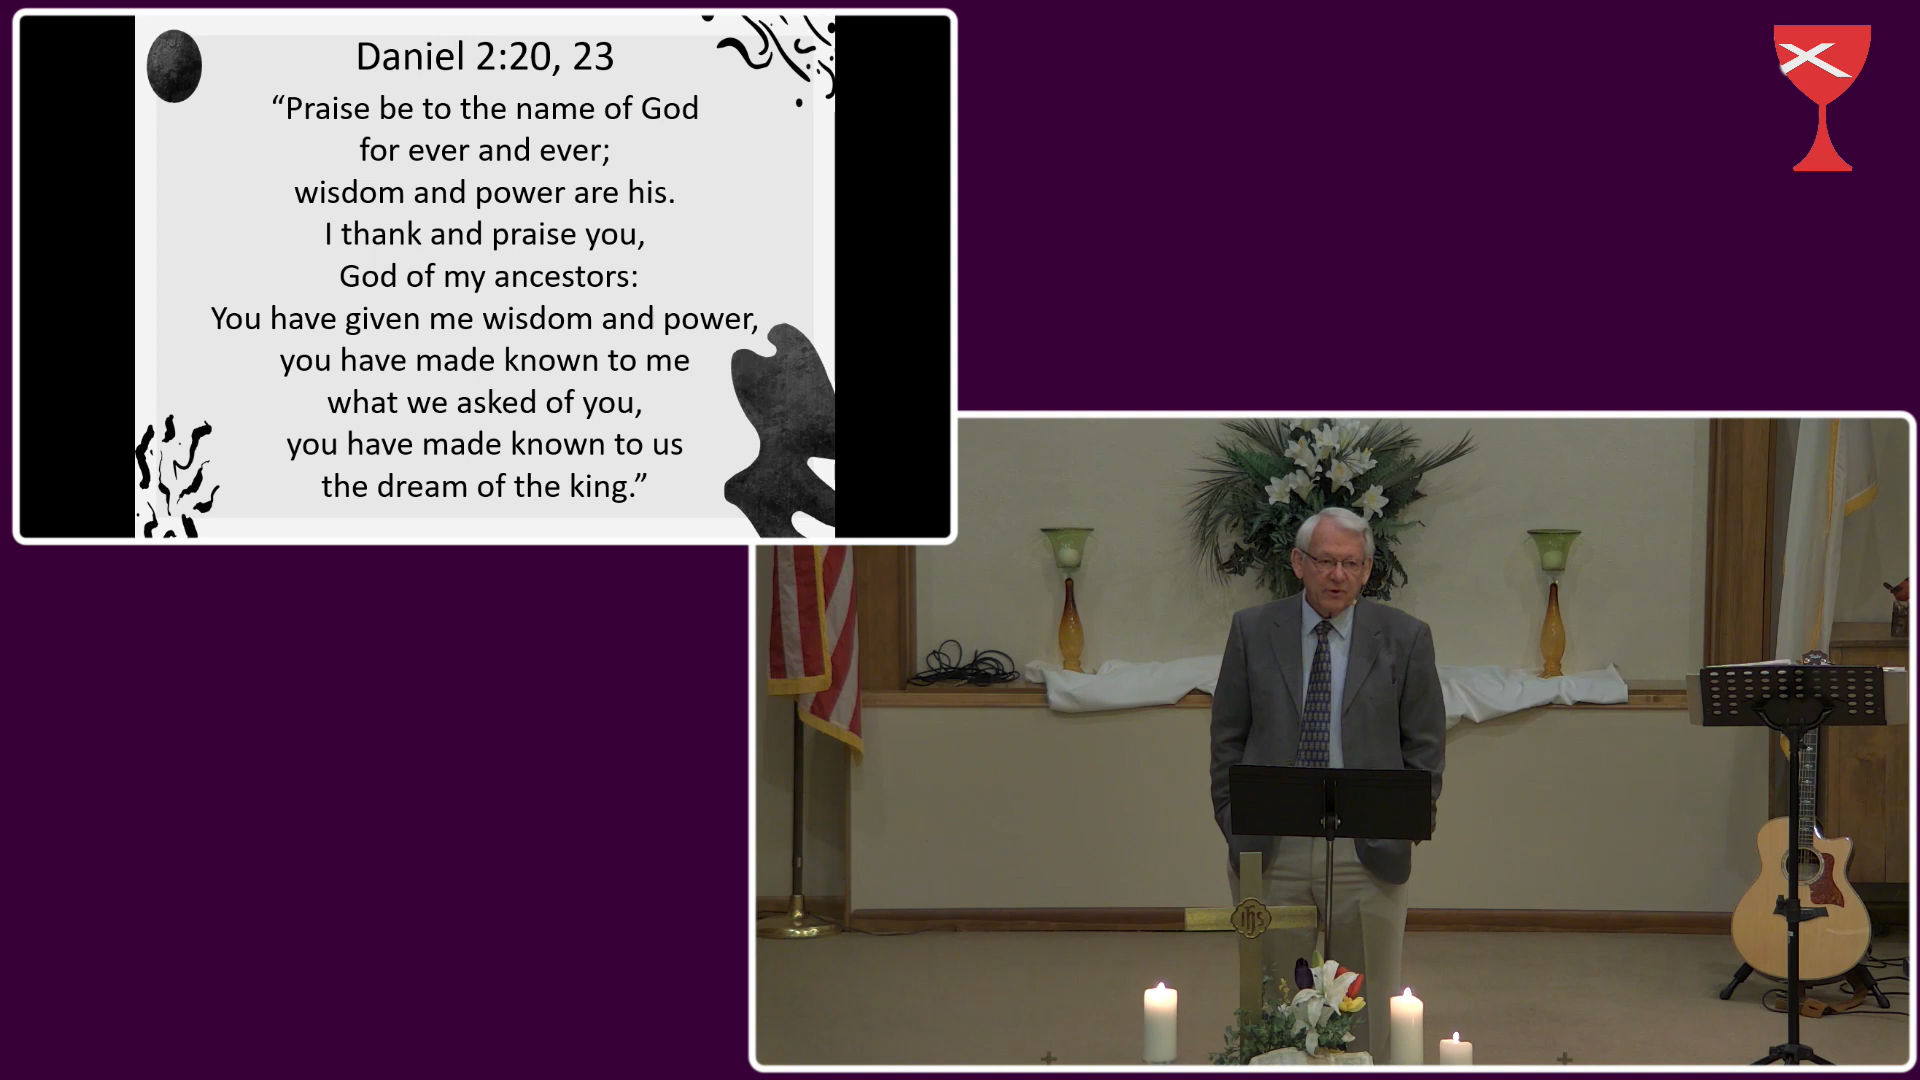 Daniel 2:20, 23
“Praise be to the name of God
for ever and ever;
wisdom and power are his.
I thank and praise you,
God of my ancestors:
You have given me wisdom and power,
you have made known to me
what we asked of you,
you have made known to us
the dream of the king.”
IHS